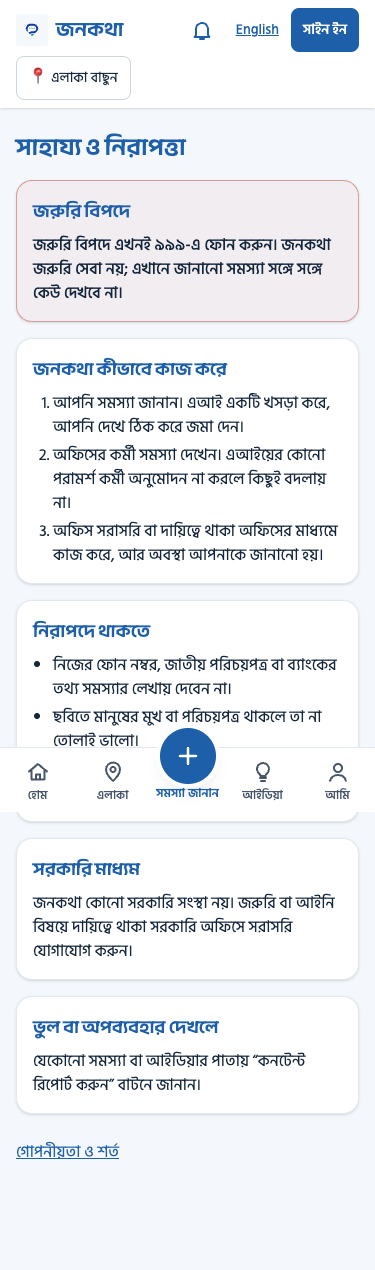 জনকথা
English
সাইন ইন
এলাকা বাছুন
সাহায্য ও নিরাপত্তা
জরুরি বিপদে
জরুরি বিপদে এখনই ৯৯৯-এ ফোন করুন। জনকথা
জরুরি সেবা নয়; এখানে জানানো সমস্যা সঙ্গে সঙ্গে
কেউ দেখবে না।
জনকথা কীভাবে কাজ করে
1. আপনি সমস্যা জানান। এআই একটি খসড়া করে,
আপনি দেখে ঠিক করে জমা দেন।
2. অফিসের কর্মী সমস্যা দেখেন। এআইয়ের কোনো
পরামর্শ কর্মী অনুমোদন না করলে কিছুই বদলায়
না।
3. অফিস সরাসরি বা দায়িত্বে থাকা অফিসের মাধ্যমে
কাজ করে, আর অবস্থা আপনাকে জানানো হয়।
নিরাপদে থাকতে
• নিজের ফোন নম্বর, জাতীয় পরিচয়পত্র বা ব্যাংকের
তথ্য সমস্যার লেখায় দেবেন না।
• ছবিতে মানুষের মুখ বা পরিচয়পত্র থাকলে তা না
তোলাই ভালো।
হোম
এলাকা
সমস্যা জানান
আইডিয়া
আমি
সরকারি মাধ্যম
জনকথা কোনো সরকারি সংস্থা নয়। জরুরি বা আইনি
বিষয়ে দায়িত্বে থাকা সরকারি অফিসে সরাসরি
যোগাযোগ করুন।
ভুল বা অপব্যবহার দেখলে
যেকোনো সমস্যা বা আইডিয়ার পাতায় “কনটেন্ট
রিপোর্ট করুন” বাটনে জানান।
গোপনীয়তা ও শর্ত